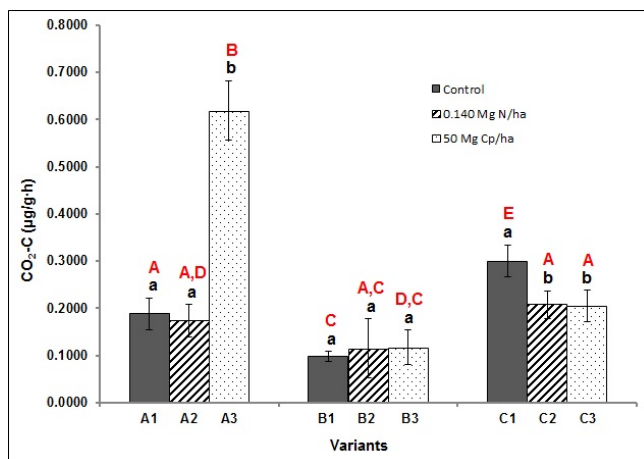 0.8000
0.7000
0.6000
0.5000
0.4000
0.3000
0.2000
0.1000
0.0000
CO₂-C (µg/g·h)
B
b
Control
0.140 Mg N/ha
50 Mg Cp/ha
A
a
A,D
a
C
a
A,C
a
D,C
a
E
a
A
b
A
b
A1 A2 A3 B1 B2 B3 C1 C2 C3
Variants